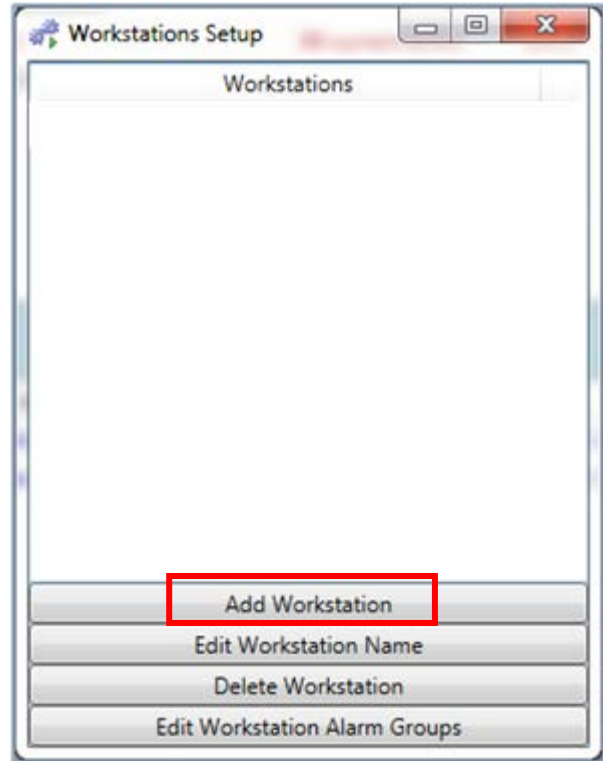 Workstations Setup
Workstations
Add Workstation
Edit Workstation Name
Delete Workstation
Edit Workstation Alarm Groups